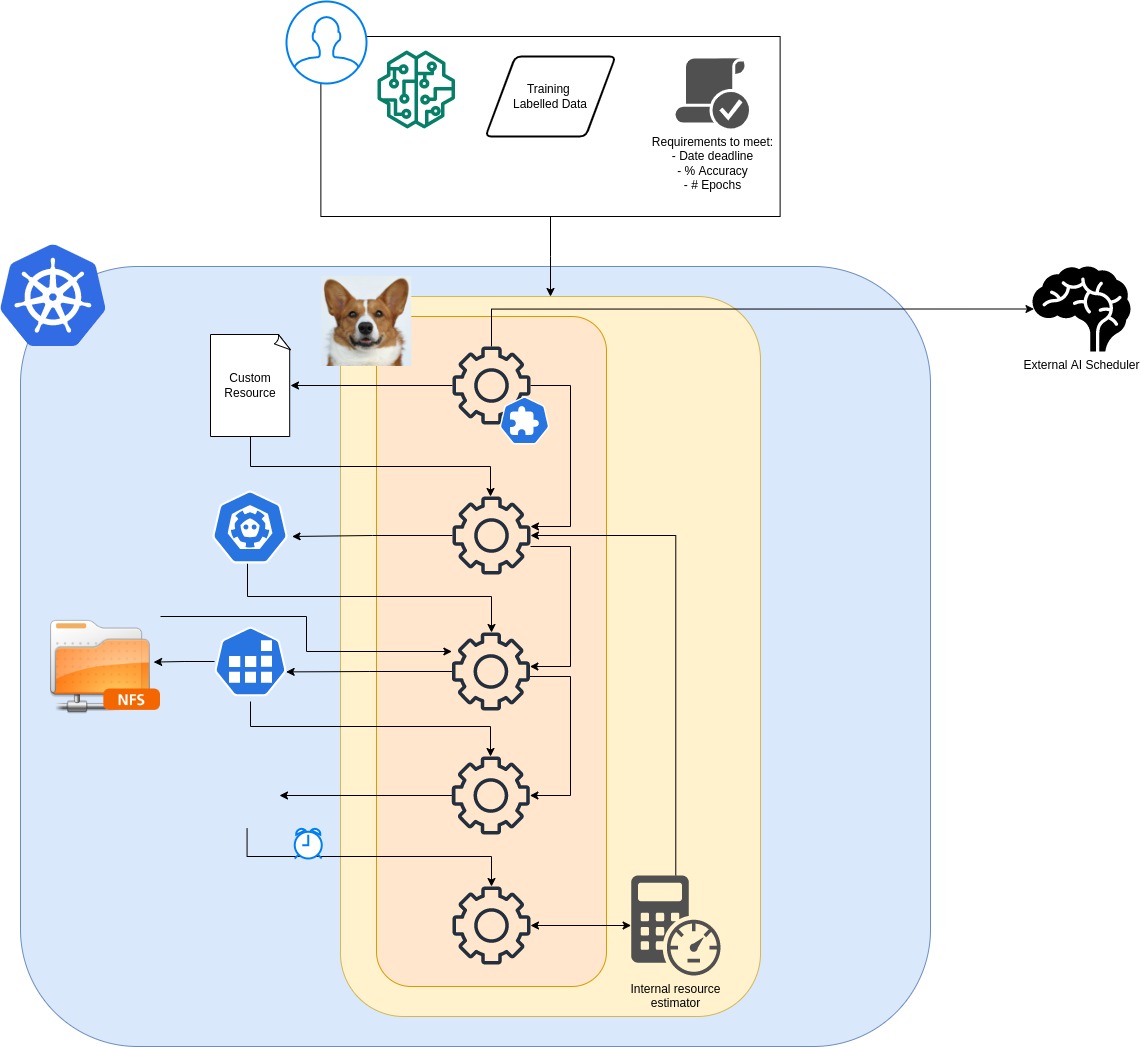 Training
Labelled Data
Requirements to meet:
- Date deadline
- % Accuracy
- # Epochs
External AI Scheduler
Custom
Resource
NFS
Internal resource
estimator